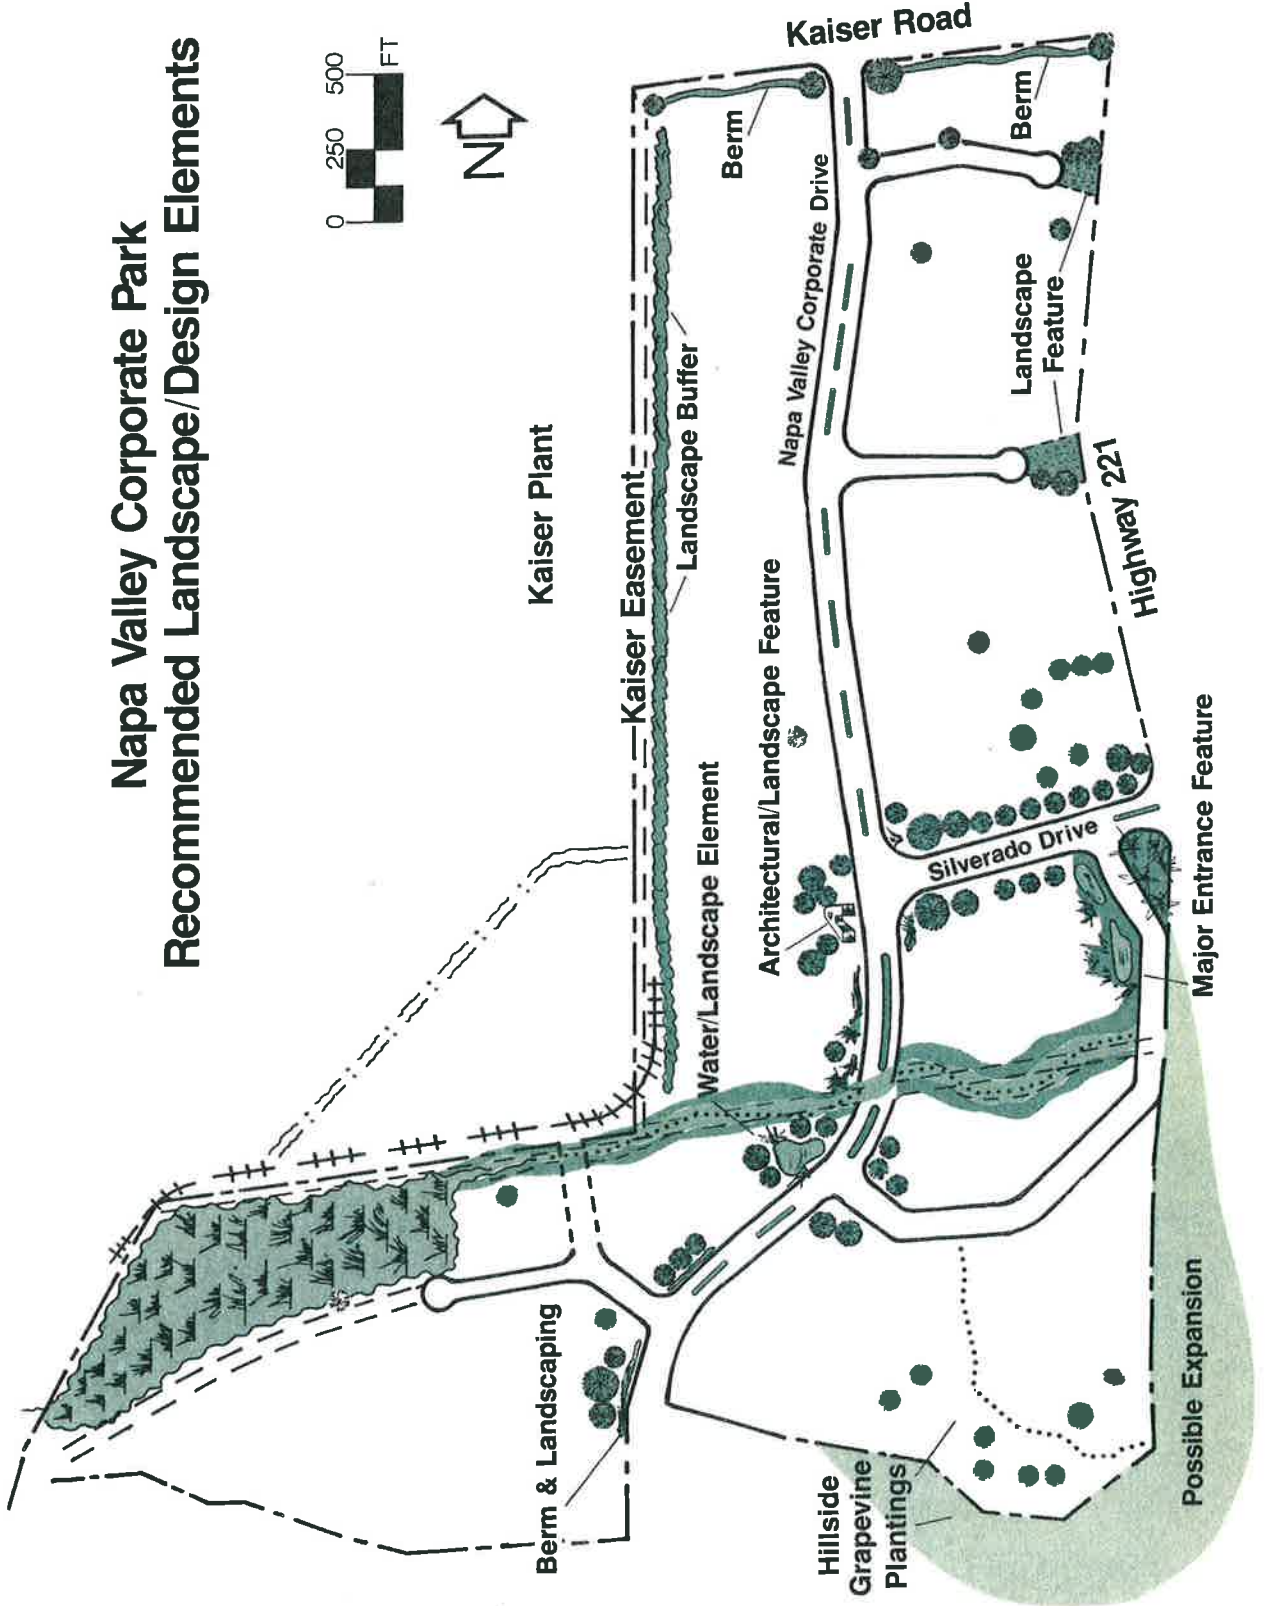 Napa Valley Corporate Park
Recommended Landscape/Design Elements
0 250 500
FT
N
Kaiser Plant
Kaiser Road
Kaiser Easement
Landscape Buffer
Berm
Berm
Napa Valley Corporate Drive
Landscape
Feature
Highway 221
Architectural/Landscape Feature
Water/Landscape Element
Silverado Drive
Major Entrance Feature
Berm & Landscaping
Hillside
Grapevine
Plantings
Possible Expansion